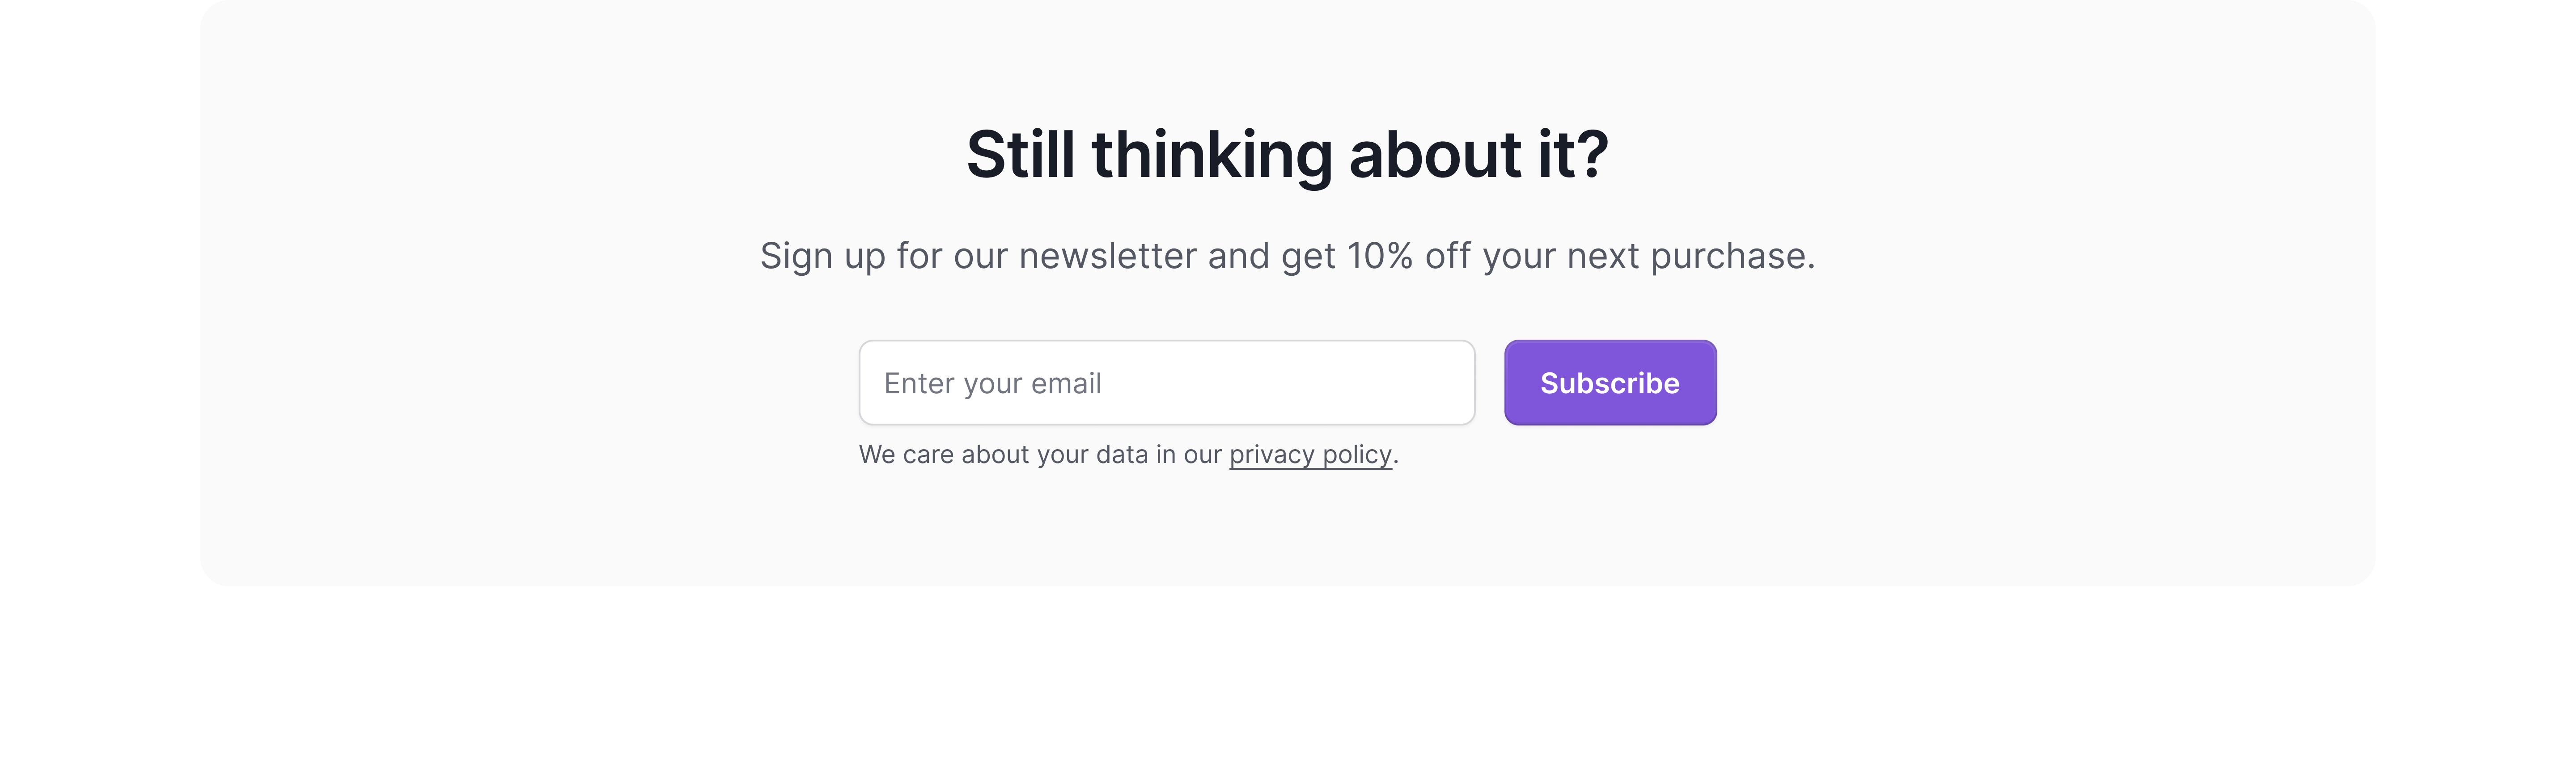 Still thinking about it?
Sign up for our newsletter and get 10% off your next purchase.
Enter your email
Subscribe
We care about your data in our privacy policy.